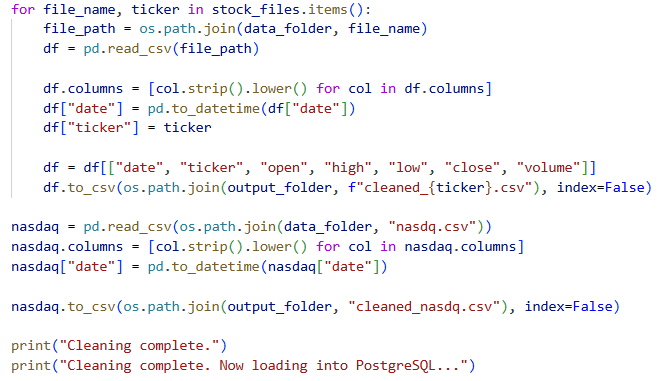 for file_name, ticker in stock_files.items():
    file_path = os.path.join(data_folder, file_name)
    df = pd.read_csv(file_path)

    df.columns = [col.strip().lower() for col in df.columns]
    df["date"] = pd.to_datetime(df["date"])
    df["ticker"] = ticker

    df = df[["date", "ticker", "open", "high", "low", "close", "volume"]]
    df.to_csv(os.path.join(output_folder, f"cleaned_{ticker}.csv"), index=False)

nasdaq = pd.read_csv(os.path.join(data_folder, "nasdq.csv"))
nasdaq.columns = [col.strip().lower() for col in nasdaq.columns]
nasdaq["date"] = pd.to_datetime(nasdaq["date"])

nasdaq.to_csv(os.path.join(output_folder, "cleaned_nasdq.csv"), index=False)

print("Cleaning complete.")
print("Cleaning complete. Now loading into PostgreSQL...")